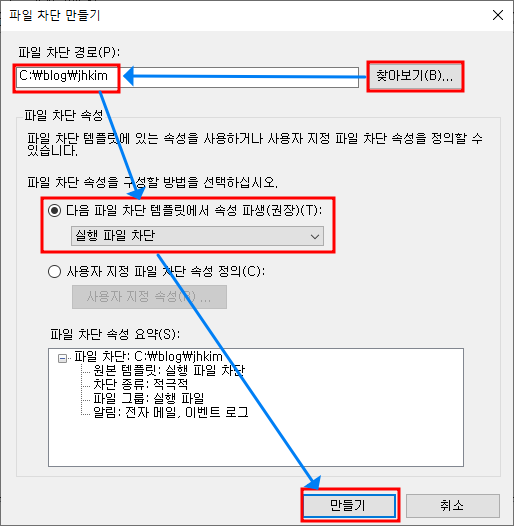 파일 차단 만들기
파일 차단 경로(P):
C:₩blog₩jhkim
찾아보기(B)...
파일 차단 속성
파일 차단 템플릿에 있는 속성을 사용하거나 사용자 지정 파일 차단 속성을 정의할 수
있습니다.
파일 차단 속성을 구성할 방법을 선택하십시오.
다음 파일 차단 템플릿에서 속성 파생(권장)(T):
실행 파일 차단
사용자 지정 파일 차단 속성 정의(C):
사용자 지정 속성(R) ...
파일 차단 속성 요약(S):
파일 차단: C:₩blog₩jhkim
원본 템플릿: 실행 파일 차단
차단 종류: 적극적
파일 그룹: 실행 파일
알림: 전자 메일, 이벤트 로그
만들기
취소